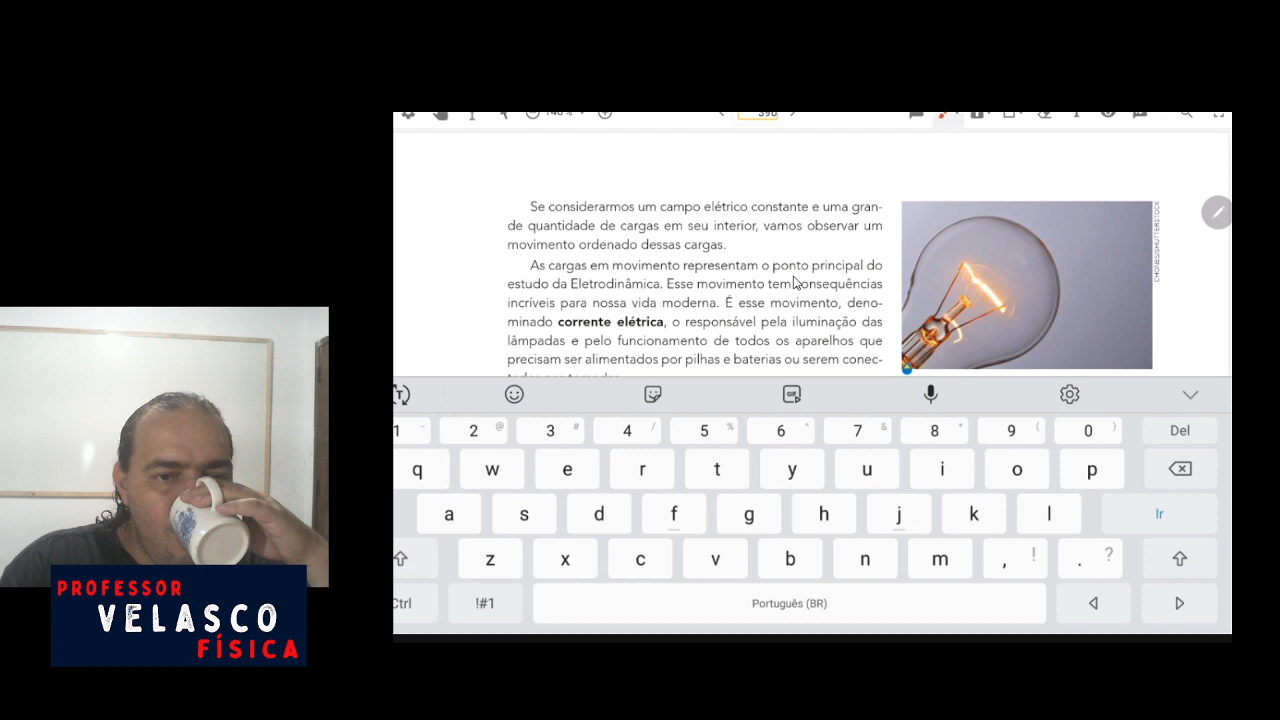 396
Se considerarmos um campo elétrico constante e uma gran-
de quantidade de cargas em seu interior, vamos observar um
movimento ordenado dessas cargas.
As cargas em movimento representam o ponto principal do
estudo da Eletrodinâmica. Esse movimento tem consequências
incríveis para nossa vida moderna. É esse movimento, deno-
minado corrente elétrica, o responsável pela iluminação das
lâmpadas e pelo funcionamento de todos os aparelhos que
precisam ser alimentados por pilhas e baterias ou serem conec-
CHONES/SHUTTERSTOCK
T GIF
1 - 2 @ 3 # 4 / 5 % 6 ^ 7 & 8 * 9 ( 0 ) Del
q w e r t y u i o p
a s d f g h j k l Ir
z x c v b n m , ! . ?
Ctrl !#1 Português (BR)
PROFESSOR
VELASCO
FÍSICA